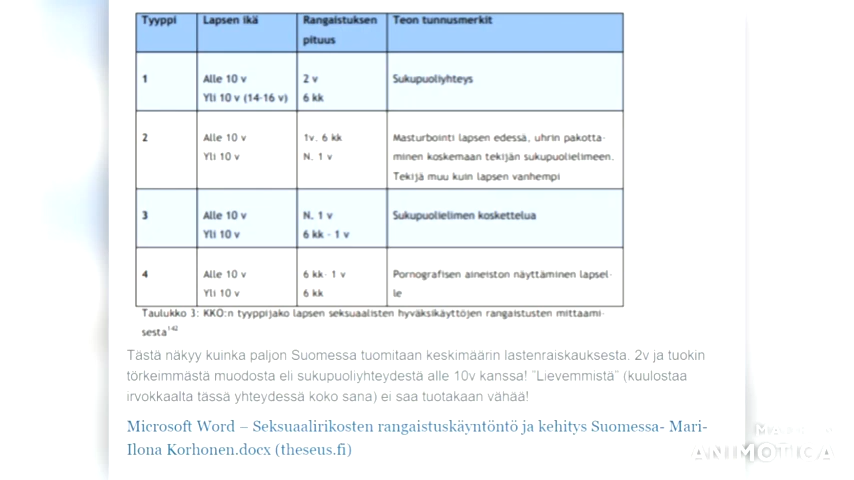 Tyyppi Lapsen ikä Rangaistuksen pituus Teon tunnusmerkit
1 Alle 10 v 2 v Sukupuoliyhteys
Yli 10 v (14-16 v) 6 kk
2 Alle 10 v 1v. 6 kk Masturbointi lapsen edessä, uhrin pakotta-
Yli 10 v N. 1 v minen koskemaan tekijän sukupuolielimeen.
Tekijä muu kuin lapsen vanhempi
3 Alle 10 v N. 1 v Sukupuolielimen koskettelua
Yli 10 v 6 kk - 1 v
4 Alle 10 v 6 kk- 1 v Pornografisen aineiston näyttäminen lapsel-
Yli 10 v 6 kk le
Taulukko 3: KKO:n tyyppijako lapsen seksuaalisten hyväksikäyttöjen rangaistusten mittaami-
sesta¹⁴²
Tästä näkyy kuinka paljon Suomessa tuomitaan keskimäärin lastenraiskauksesta. 2v ja tuokin
törkeimmästä muodosta eli sukupuoliyhteydestä alle 10v kanssa! ”Lievemmistä” (kuulostaa
irvokkaalta tässä yhteydessä koko sana) ei saa tuotakaan vähää!
Microsoft Word – Seksuaalirikosten rangaistuskäyntöntö ja kehitys Suomessa- Mari-
Ilona Korhonen.docx (theseus.fi)
ANIMOTICA